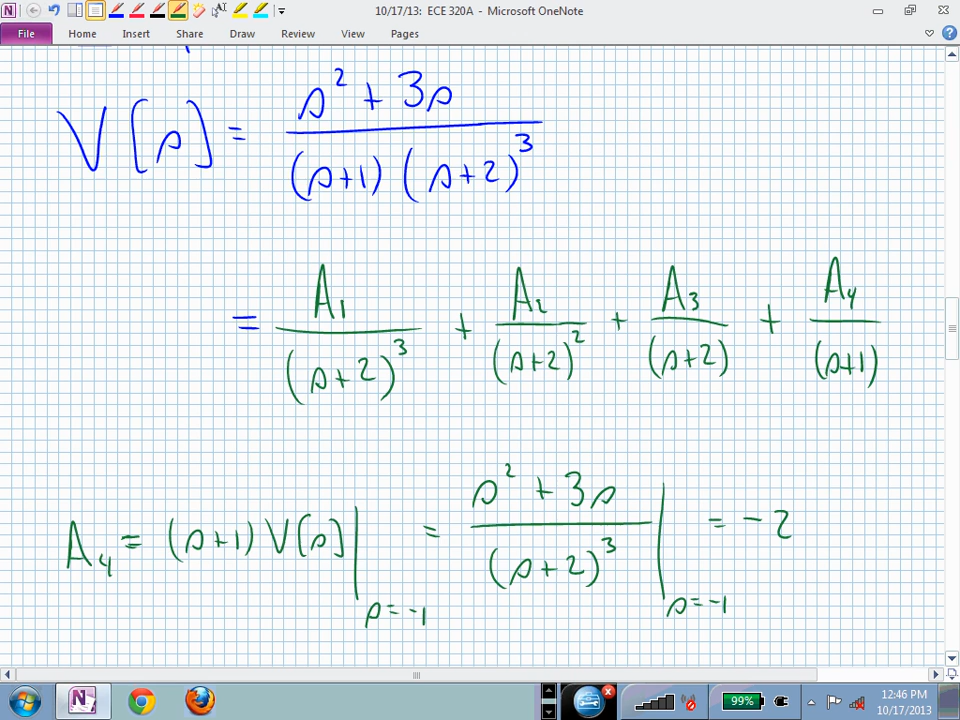 10/17/13: ECE 320A - Microsoft OneNote
File Home Insert Share Draw Review View Pages
V[s] = (s² + 3s) / ((s+1)(s+2)³)
= A₁/(s+2)³ + A₂/(s+2)² + A₃/(s+2) + A₄/(s+1)
A₄ = (s+1) V[s] |s=-1 = (s² + 3s)/(s+2)³ |s=-1 = -2
99% 12:46 PM
10/17/2013